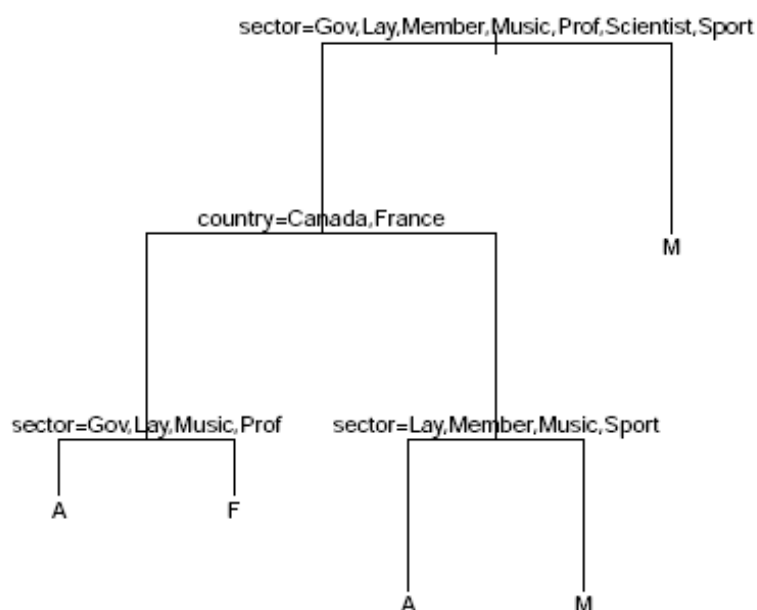 sector=Gov,Lay,Member,Music,Prof,Scientist,Sport
country=Canada,France
M
sector=Gov,Lay,Music,Prof
sector=Lay,Member,Music,Sport
A
F
A
M